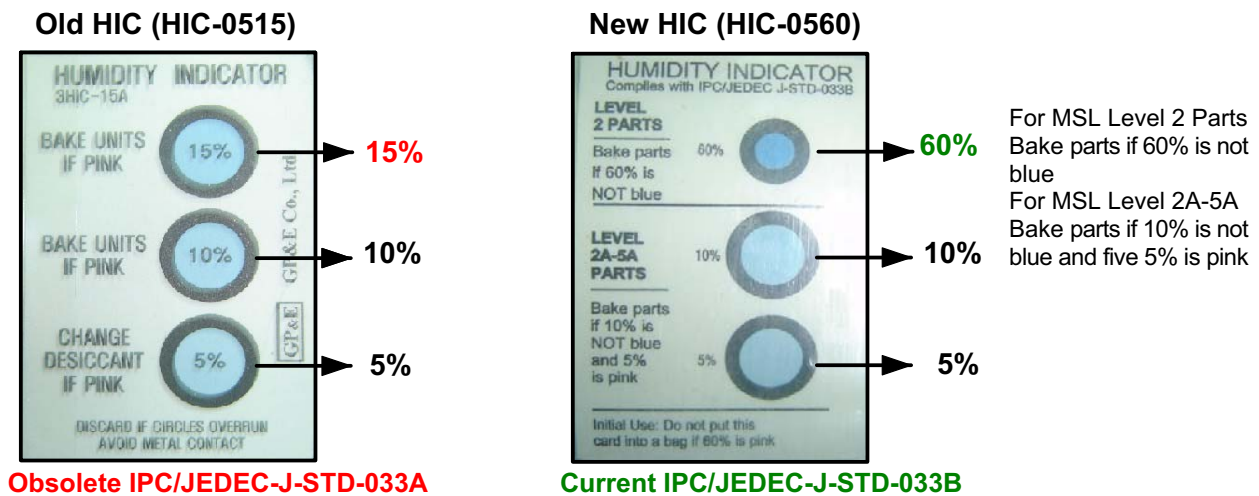 Old HIC (HIC-0515)
HUMIDITY INDICATOR
3HIC-15A
BAKE UNITS
IF PINK
15%
15%
BAKE UNITS
IF PINK
10%
10%
CHANGE
DESICCANT
IF PINK
5%
5%
GP&E Co., Ltd
GP&E
DISCARD IF CIRCLES OVERRUN
AVOID METAL CONTACT
Obsolete IPC/JEDEC-J-STD-033A
New HIC (HIC-0560)
HUMIDITY INDICATOR
Complies with IPC/JEDEC J-STD-033B
LEVEL
2 PARTS
Bake parts
If 60% is
NOT blue
60%
60%
LEVEL
2A-5A
PARTS
10%
10%
Bake parts
if 10% is
NOT blue
and 5%
is pink
5%
5%
Initial Use: Do not put this
card into a bag if 60% is pink
Current IPC/JEDEC-J-STD-033B
For MSL Level 2 Parts
Bake parts if 60% is not
blue
For MSL Level 2A-5A
Bake parts if 10% is not
blue and five 5% is pink